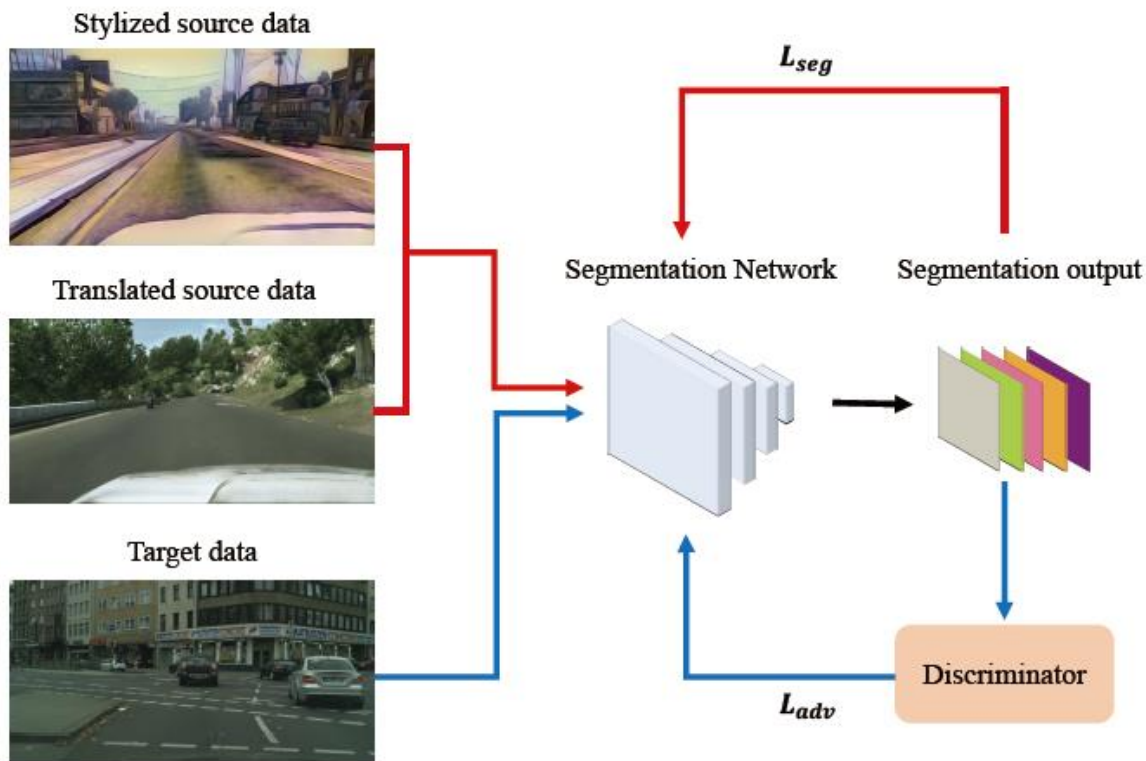 Stylized source data
L_seg
Segmentation Network
Segmentation output
Translated source data
Target data
Discriminator
L_adv